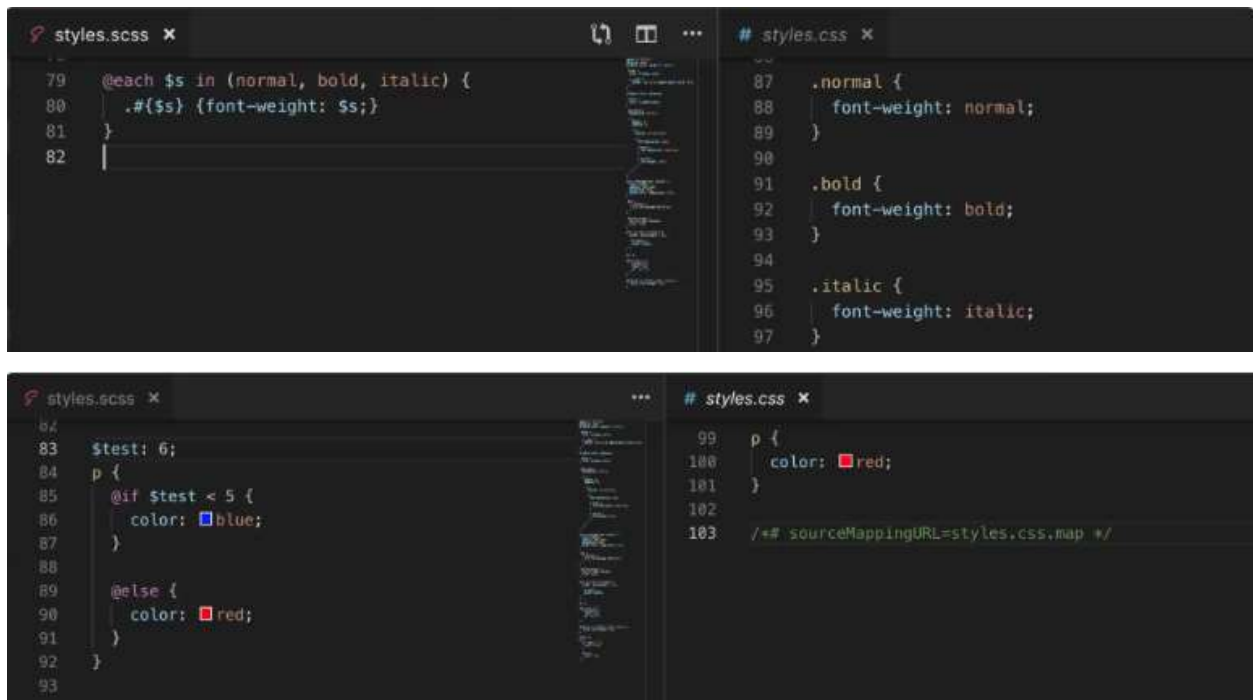 styles.scss ×
79 @each $s in (normal, bold, italic) {
80 .#{$s} {font-weight: $s;}
81 }
82
# styles.css ×
87 .normal {
88 font-weight: normal;
89 }
90
91 .bold {
92 font-weight: bold;
93 }
94
95 .italic {
96 font-weight: italic;
97 }
styles.scss ×
82
83 $test: 6;
84 p {
85 @if $test < 5 {
86 color: blue;
87 }
88
89 @else {
90 color: red;
91 }
92 }
93
# styles.css ×
99 p {
100 color: red;
101 }
102
103 /*# sourceMappingURL=styles.css.map */